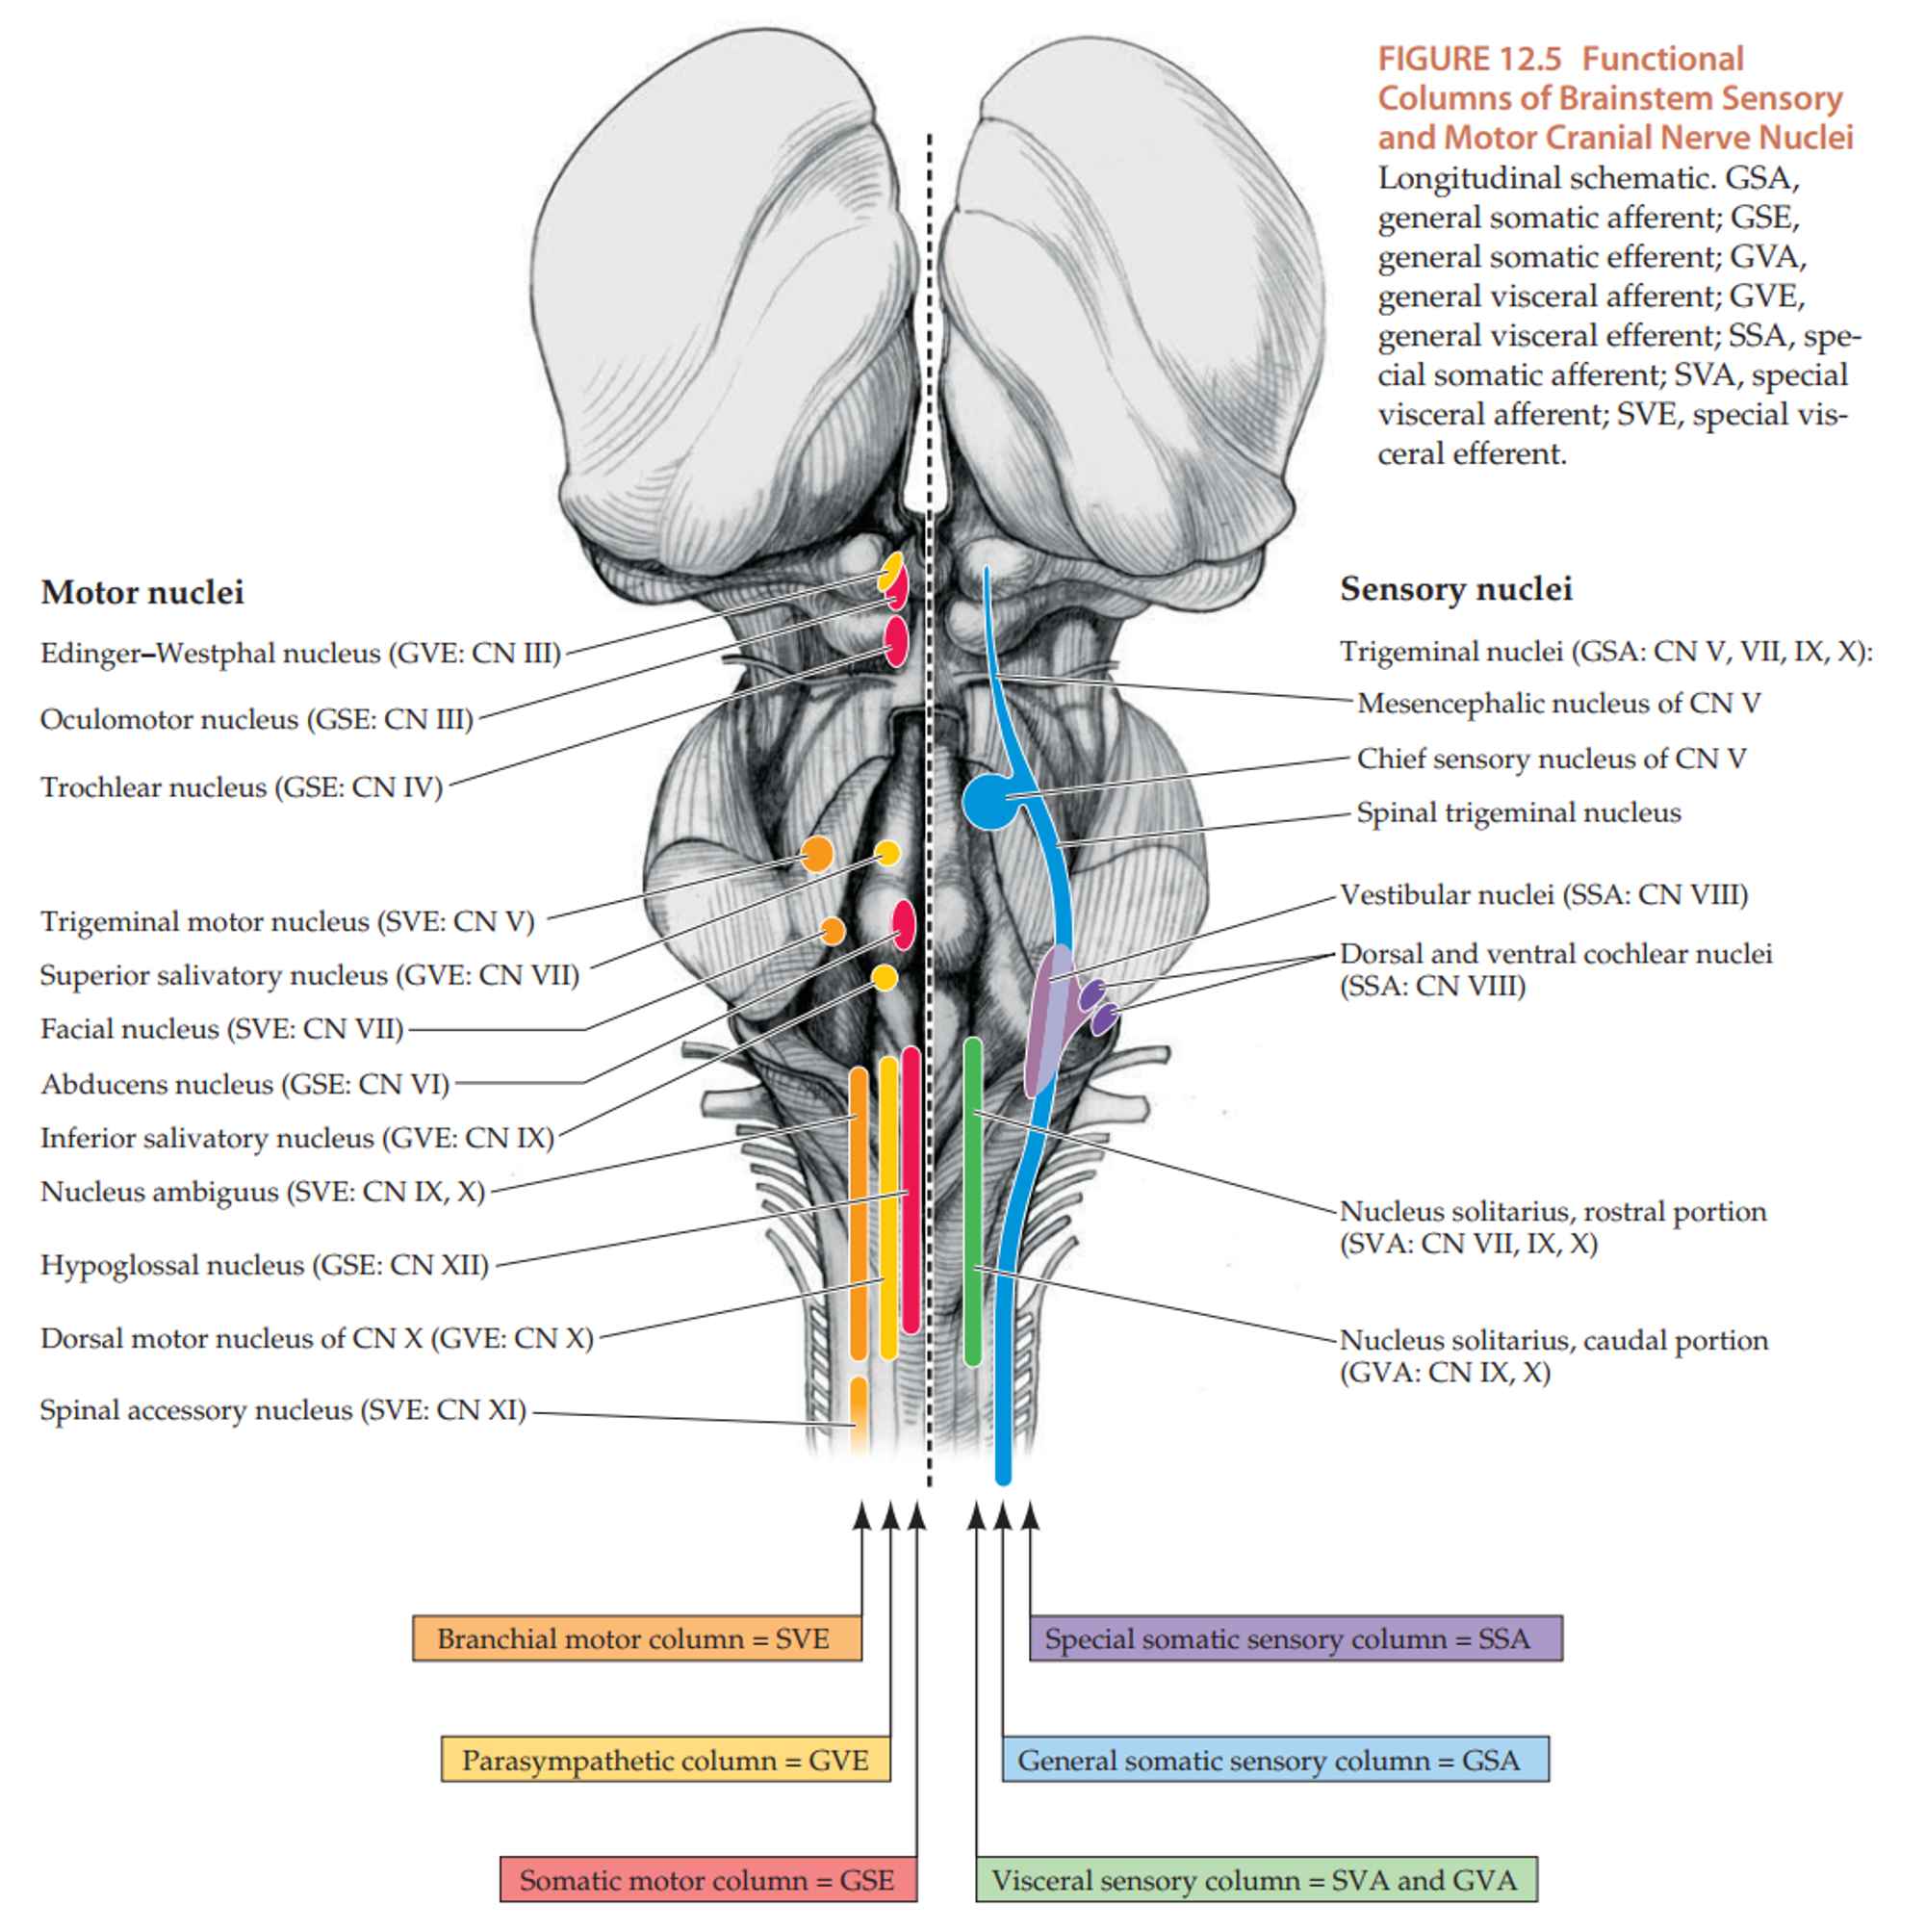 FIGURE 12.5 Functional
Columns of Brainstem Sensory
and Motor Cranial Nerve Nuclei
Longitudinal schematic. GSA,
general somatic afferent; GSE,
general somatic efferent; GVA,
general visceral afferent; GVE,
general visceral efferent; SSA, spe-
cial somatic afferent; SVA, special
visceral afferent; SVE, special vis-
ceral efferent.
Motor nuclei
Edinger–Westphal nucleus (GVE: CN III)
Oculomotor nucleus (GSE: CN III)
Trochlear nucleus (GSE: CN IV)
Trigeminal motor nucleus (SVE: CN V)
Superior salivatory nucleus (GVE: CN VII)
Facial nucleus (SVE: CN VII)
Abducens nucleus (GSE: CN VI)
Inferior salivatory nucleus (GVE: CN IX)
Nucleus ambiguus (SVE: CN IX, X)
Hypoglossal nucleus (GSE: CN XII)
Dorsal motor nucleus of CN X (GVE: CN X)
Spinal accessory nucleus (SVE: CN XI)
Sensory nuclei
Trigeminal nuclei (GSA: CN V, VII, IX, X):
Mesencephalic nucleus of CN V
Chief sensory nucleus of CN V
Spinal trigeminal nucleus
Vestibular nuclei (SSA: CN VIII)
Dorsal and ventral cochlear nuclei
(SSA: CN VIII)
Nucleus solitarius, rostral portion
(SVA: CN VII, IX, X)
Nucleus solitarius, caudal portion
(GVA: CN IX, X)
Branchial motor column = SVE
Parasympathetic column = GVE
Somatic motor column = GSE
Special somatic sensory column = SSA
General somatic sensory column = GSA
Visceral sensory column = SVA and GVA